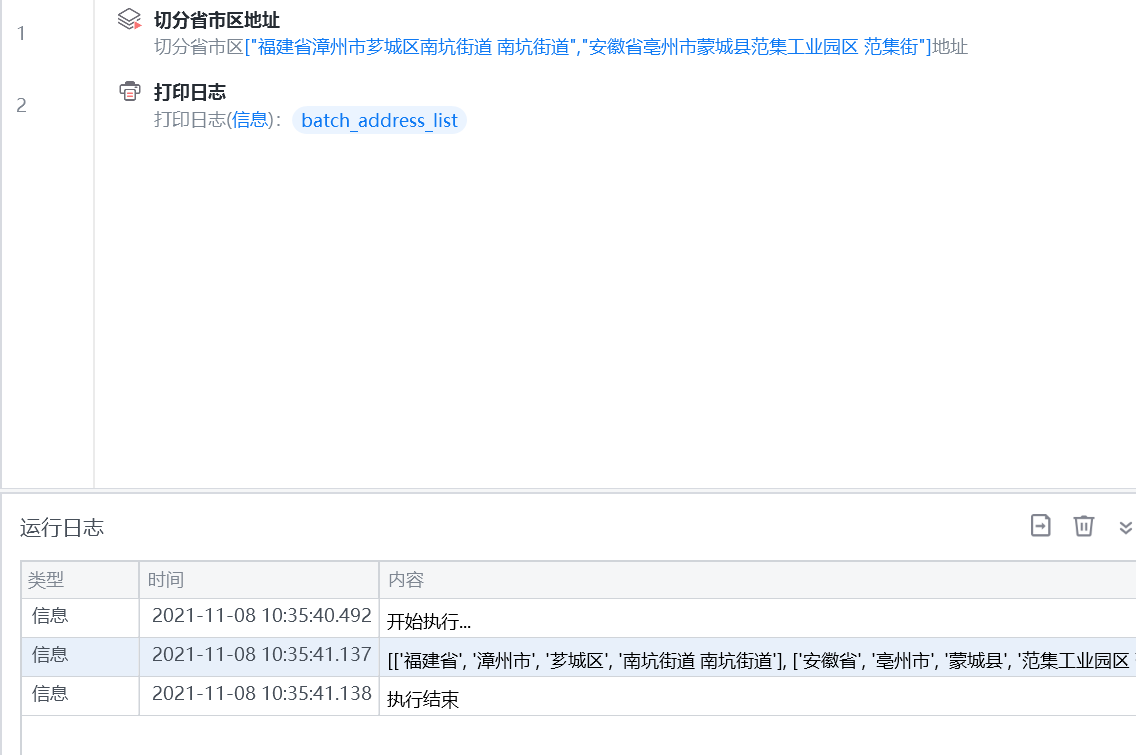 1
切分省市区地址
切分省市区["福建省漳州市芗城区南坑街道 南坑街道","安徽省亳州市蒙城县范集工业园区 范集街"]地址
2
打印日志
打印日志(信息)： batch_address_list
运行日志
类型 时间 内容
信息 2021-11-08 10:35:40.492 开始执行...
信息 2021-11-08 10:35:41.137 [['福建省', '漳州市', '芗城区', '南坑街道 南坑街道'], ['安徽省', '亳州市', '蒙城县', '范集工业园区
信息 2021-11-08 10:35:41.138 执行结束